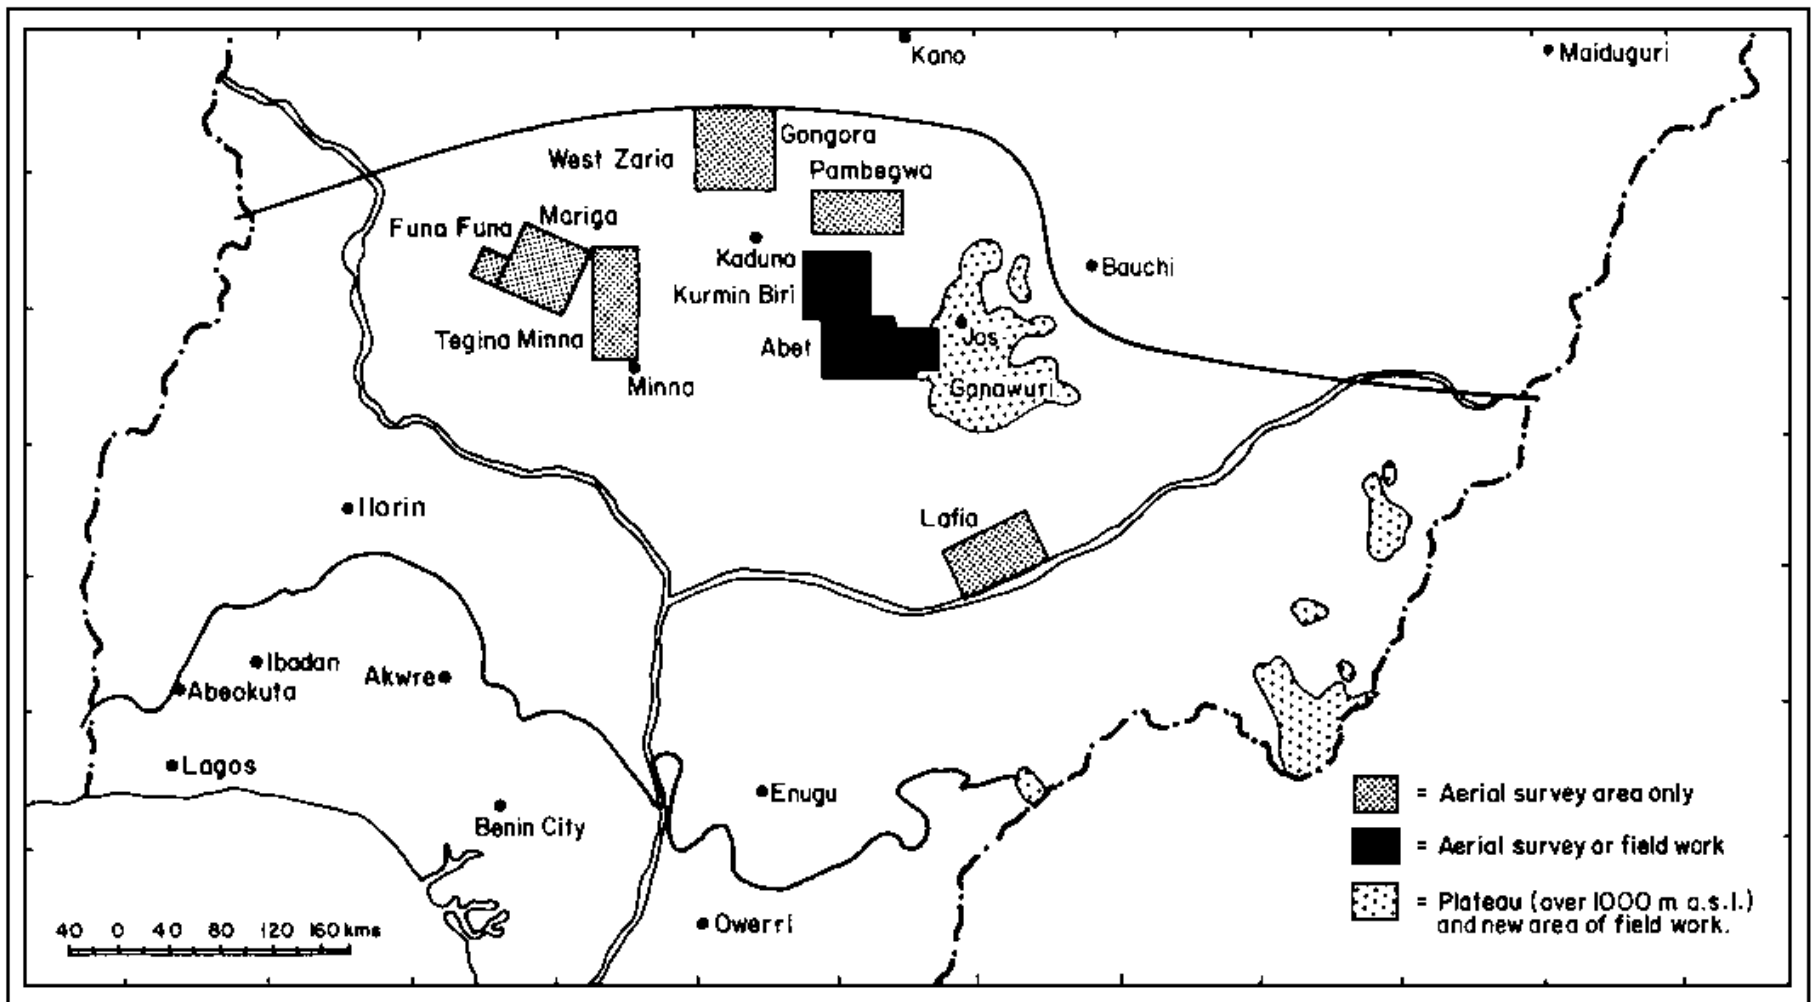 Kano
Maiduguri
Gongora
West Zaria
Pambegwa
Funa Funa
Mariga
Kaduna
Bauchi
Kurmin Biri
Tegina Minna
Abet
Jos
Minna
Ganawuri
Ilorin
Lafia
Ibadan
Akwre
Abeokuta
Lagos
Enugu
= Aerial survey area only
Benin City
= Aerial survey or field work
= Plateau (over 1000 m a.s.l.)
and new area of field work.
Owerri
40 0 40 80 120 160 kms